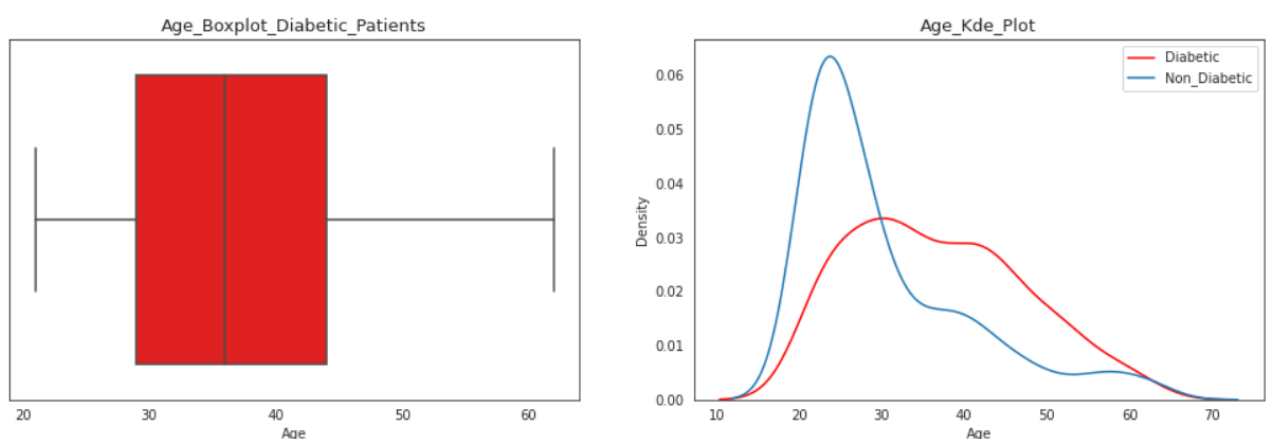 Age_Boxplot_Diabetic_Patients
20 30 40 50 60
Age
Age_Kde_Plot
Diabetic
Non_Diabetic
0.06
0.05
0.04
0.03
0.02
0.01
0.00
Density
10 20 30 40 50 60 70
Age